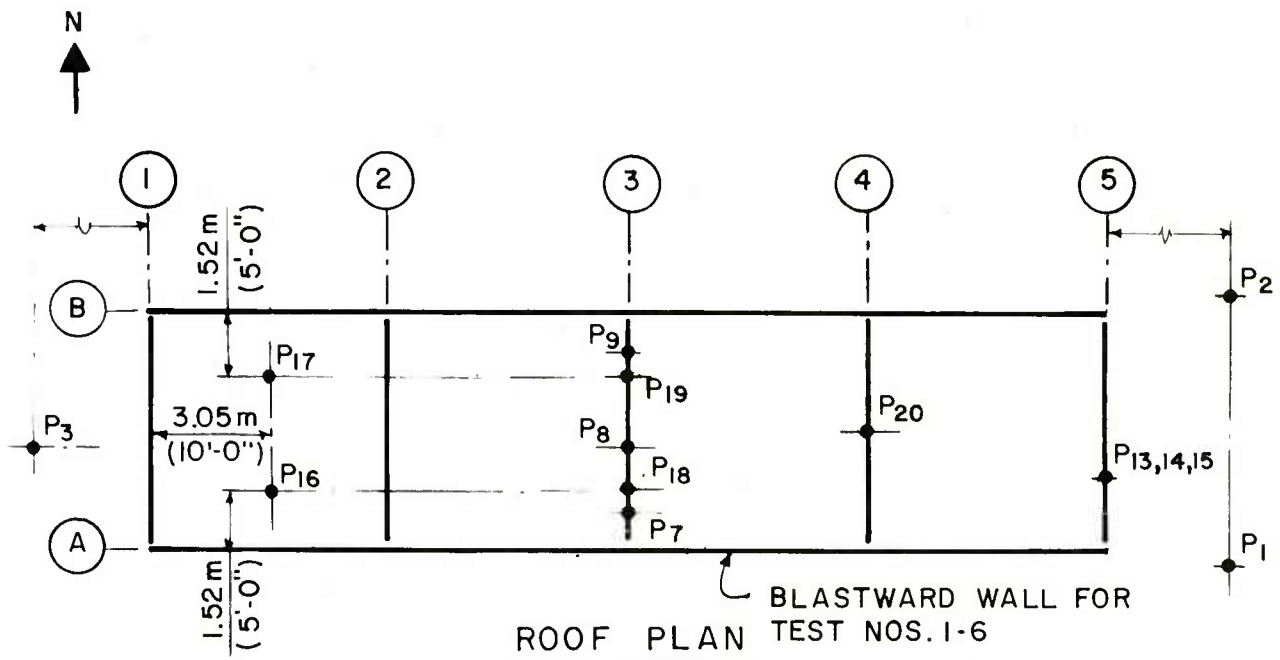 N
1
2
3
4
5
1.52 m
(5'-0")
B
P2
P9
P17
P19
3.05 m
(10'-0")
P3
P8
P20
P16
P18
P13,14,15
P7
A
P1
1.52 m
(5'-0")
BLASTWARD WALL FOR
TEST NOS. 1-6
ROOF PLAN